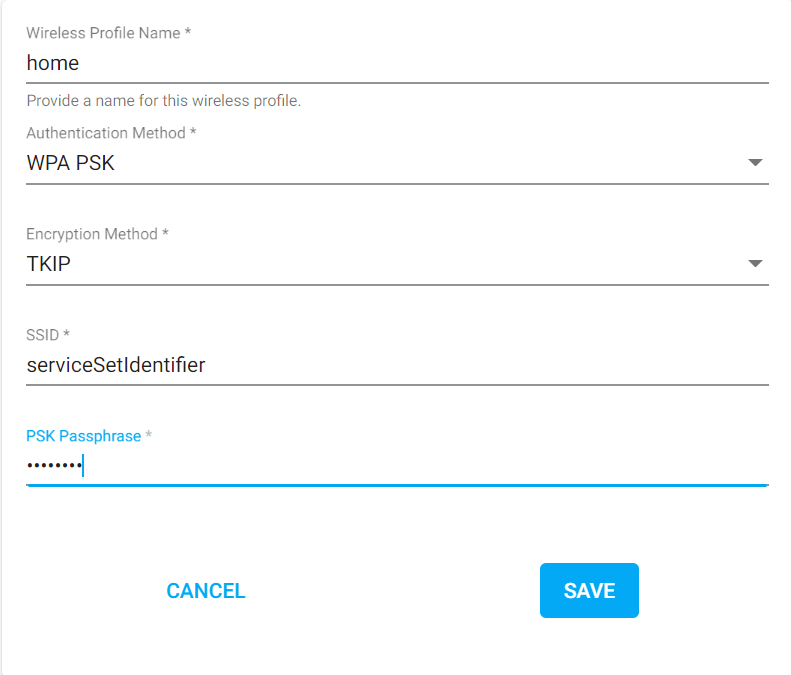 Wireless Profile Name *
home
Provide a name for this wireless profile.
Authentication Method *
WPA PSK
Encryption Method *
TKIP
SSID *
serviceSetIdentifier
PSK Passphrase *
••••••••
CANCEL
SAVE